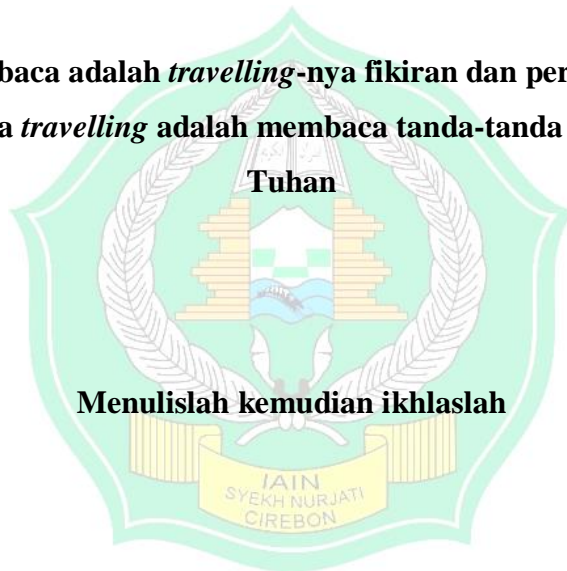 baca adalah travelling-nya fikiran dan per
a travelling adalah membaca tanda-tanda
Tuhan
Menulislah kemudian ikhlaslah
IAIN
SYEKH NURJATI
CIREBON